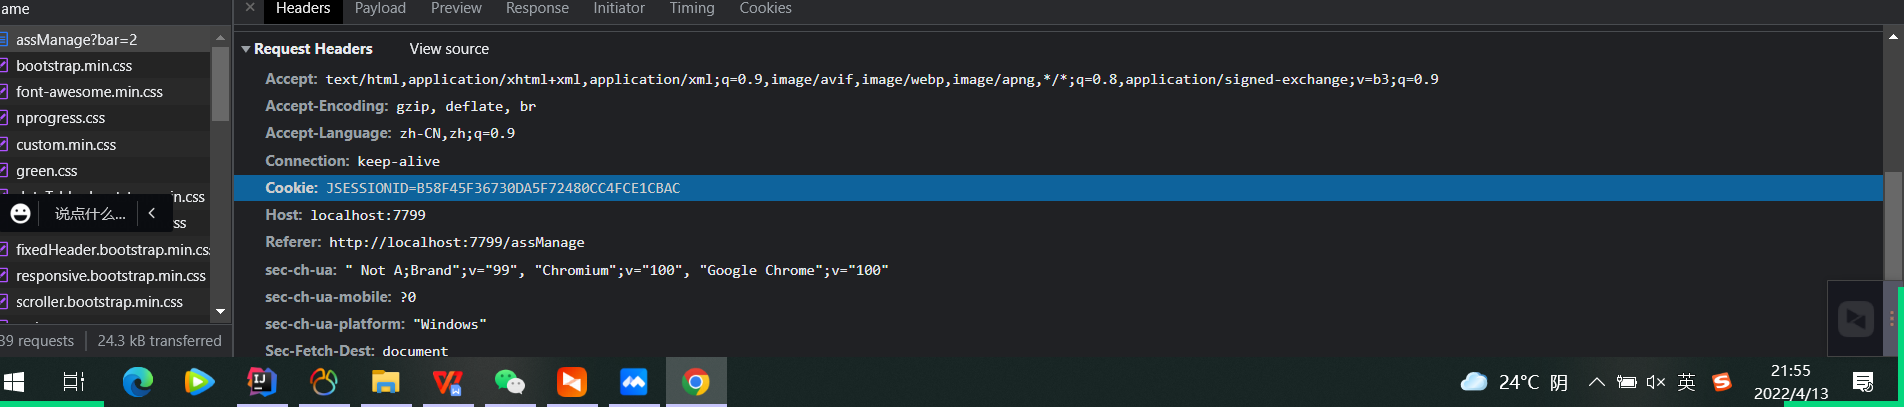 ame
Headers Payload Preview Response Initiator Timing Cookies
assManage?bar=2
bootstrap.min.css
font-awesome.min.css
nprogress.css
custom.min.css
green.css
in.css
说点什么...
ss
fixedHeader.bootstrap.min.cs
responsive.bootstrap.min.css
scroller.bootstrap.min.css
39 requests 24.3 kB transferred
Request Headers View source
Accept: text/html,application/xhtml+xml,application/xml;q=0.9,image/avif,image/webp,image/apng,*/*;q=0.8,application/signed-exchange;v=b3;q=0.9
Accept-Encoding: gzip, deflate, br
Accept-Language: zh-CN,zh;q=0.9
Connection: keep-alive
Cookie: JSESSIONID=B58F45F36730DA5F72480CC4FCE1CBAC
Host: localhost:7799
Referer: http://localhost:7799/assManage
sec-ch-ua: " Not A;Brand";v="99", "Chromium";v="100", "Google Chrome";v="100"
sec-ch-ua-mobile: ?0
sec-ch-ua-platform: "Windows"
Sec-Fetch-Dest: document
24°C 阴
英
21:55
2022/4/13